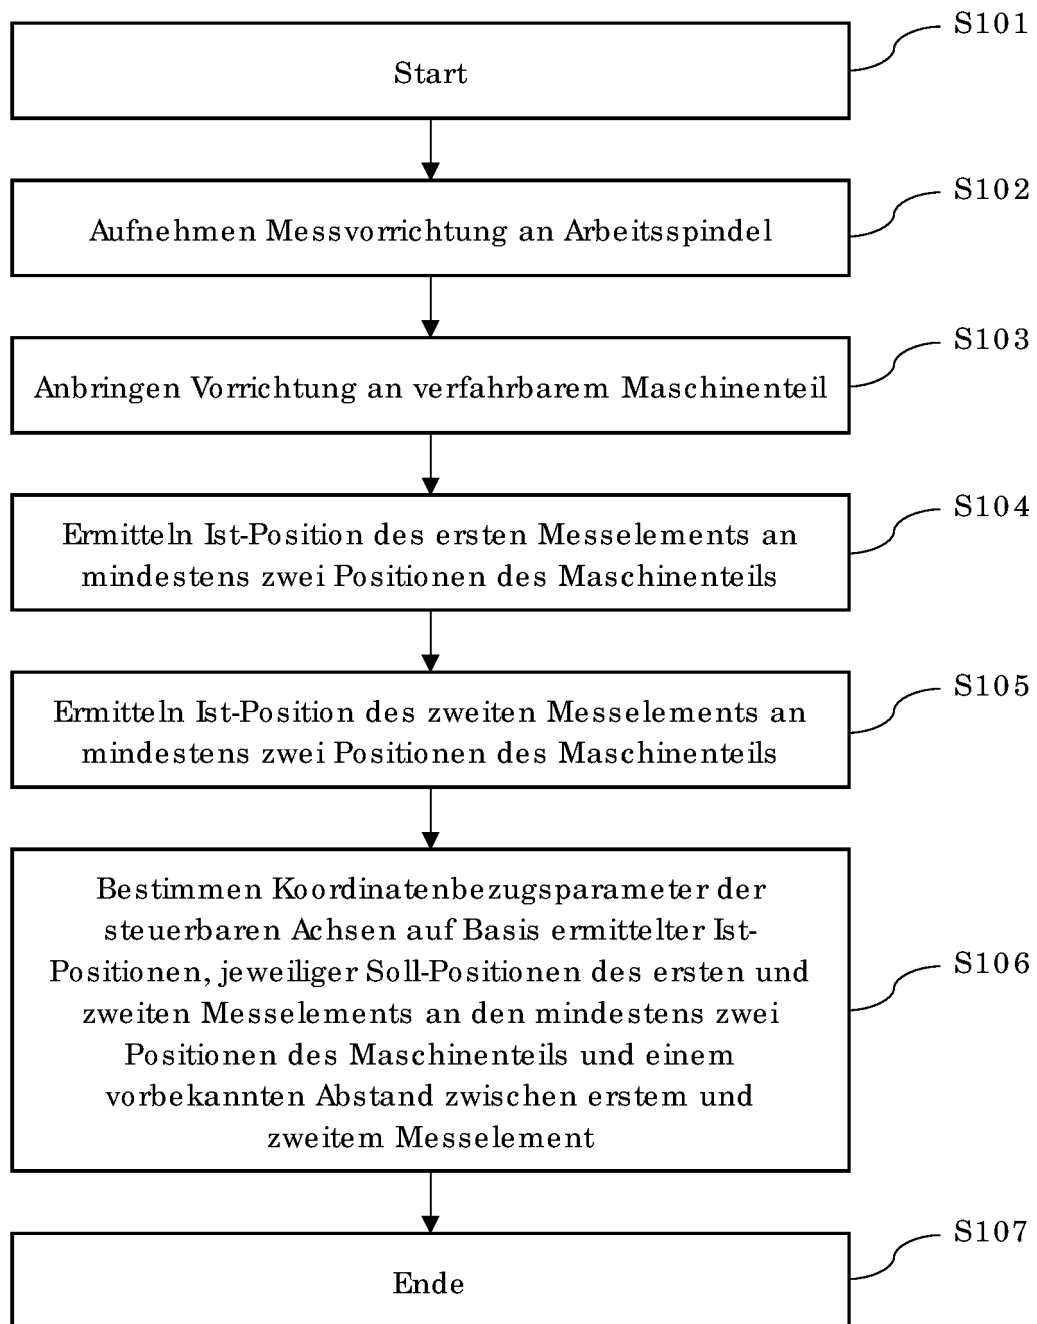 S101
Start
S102
Aufnehmen Messvorrichtung an Arbeitsspindel
S103
Anbringen Vorrichtung an verfahrbarem Maschinenteil
S104
Ermitteln Ist-Position des ersten Messelements an
mindestens zwei Positionen des Maschinenteils
S105
Ermitteln Ist-Position des zweiten Messelements an
mindestens zwei Positionen des Maschinenteils
Bestimmen Koordinatenbezugsparameter der
steuerbaren Achsen auf Basis ermittelter Ist-
Positionen, jeweiliger Soll-Positionen des ersten und
S106
zweiten Messelements an den mindestens zwei
Positionen des Maschinenteils und einem
vorbekannten Abstand zwischen erstem und
zweitem Messelement
S107
Ende